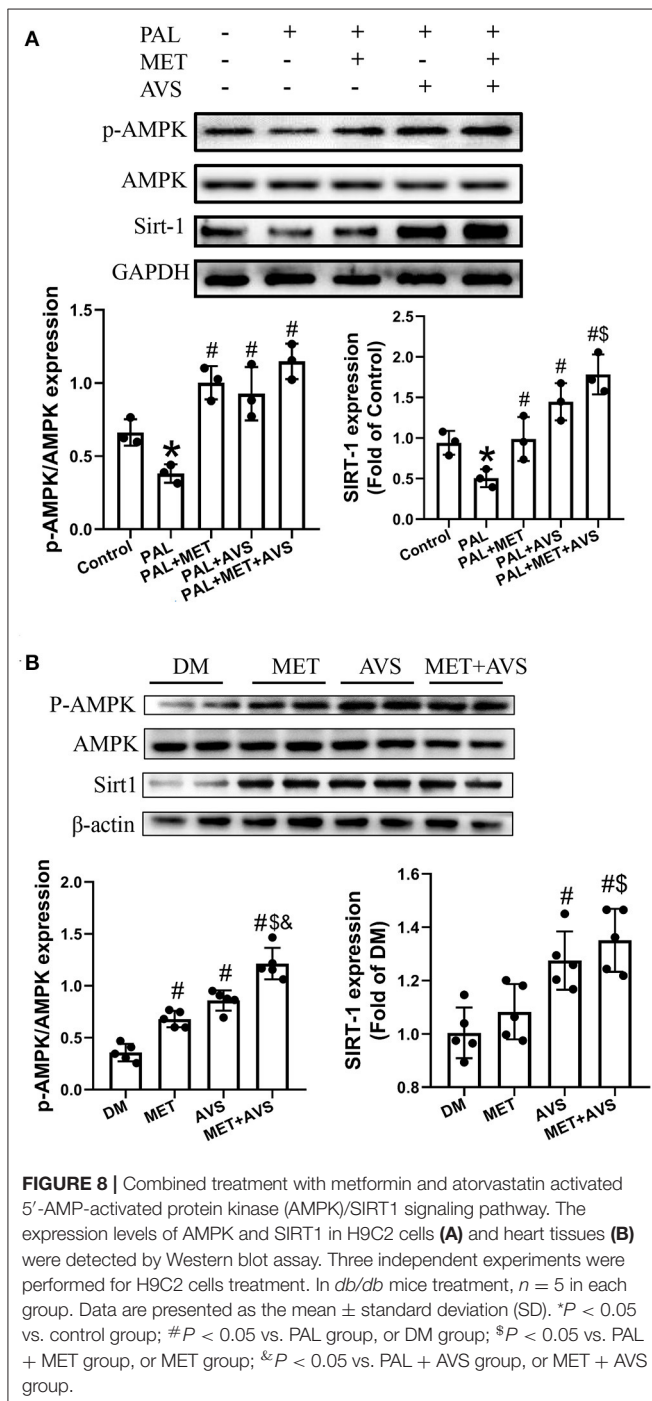 A
PAL - + + + +
MET - - + - +
AVS - - - + +
p-AMPK
AMPK
Sirt-1
GAPDH
p-AMPK/AMPK expression
1.5
1.0
0.5
0.0
# # #
*
Control PAL PAL+MET PAL+AVS PAL+MET+AVS
SIRT-1 expression
(Fold of Control)
2.5
2.0
1.5
1.0
0.5
0.0
#$
# #
*
Control PAL PAL+MET PAL+AVS PAL+MET+AVS
B
DM MET AVS MET+AVS
P-AMPK
AMPK
Sirt1
β-actin
p-AMPK/AMPK expression
2.0
1.5
1.0
0.5
0.0
#$&
# #
DM MET AVS MET+AVS
SIRT-1 expression
(Fold of DM)
1.6
1.4
1.2
1.0
0.8
# #$
DM MET AVS MET+AVS
FIGURE 8 | Combined treatment with metformin and atorvastatin activated
5′-AMP-activated protein kinase (AMPK)/SIRT1 signaling pathway. The
expression levels of AMPK and SIRT1 in H9C2 cells (A) and heart tissues (B)
were detected by Western blot assay. Three independent experiments were
performed for H9C2 cells treatment. In db/db mice treatment, n = 5 in each
group. Data are presented as the mean ± standard deviation (SD). *P < 0.05
vs. control group; #P < 0.05 vs. PAL group, or DM group; $P < 0.05 vs. PAL
+ MET group, or MET group; &P < 0.05 vs. PAL + AVS group, or MET + AVS
group.